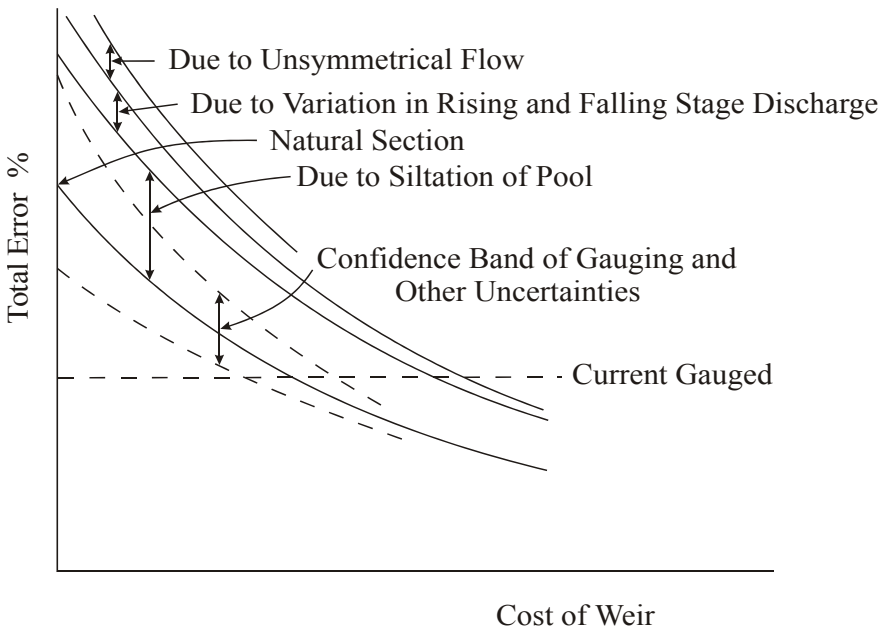 Due to Unsymmetrical Flow
Due to Variation in Rising and Falling Stage Discharge
Natural Section
Due to Siltation of Pool
Confidence Band of Gauging and
Other Uncertainties
Current Gauged
Total Error %
Cost of Weir